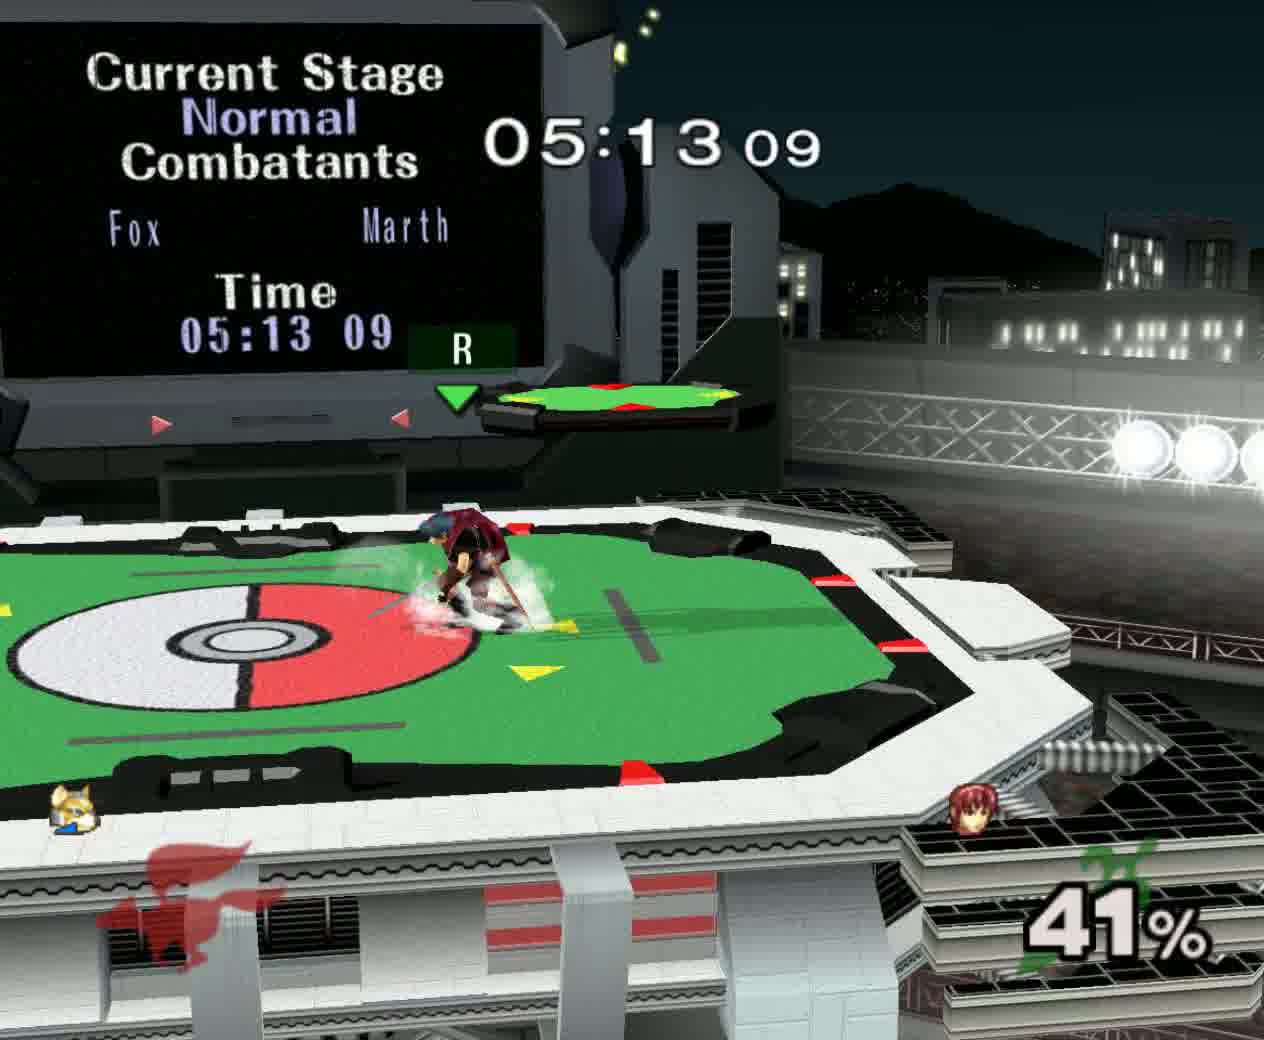 Current Stage
Normal
Combatants
Fox Marth
Time
05:13 09
05:13 09
R
41%